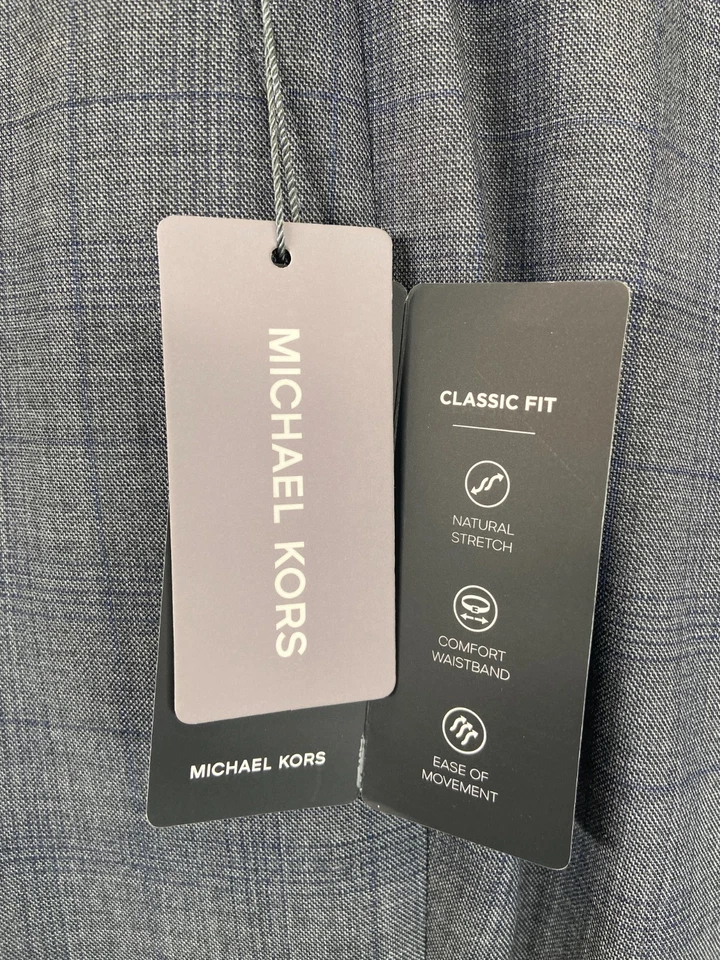 MICHAEL KORS
MICHAEL KORS
CLASSIC FIT
NATURAL
STRETCH
COMFORT
WAISTBAND
EASE OF
MOVEMENT